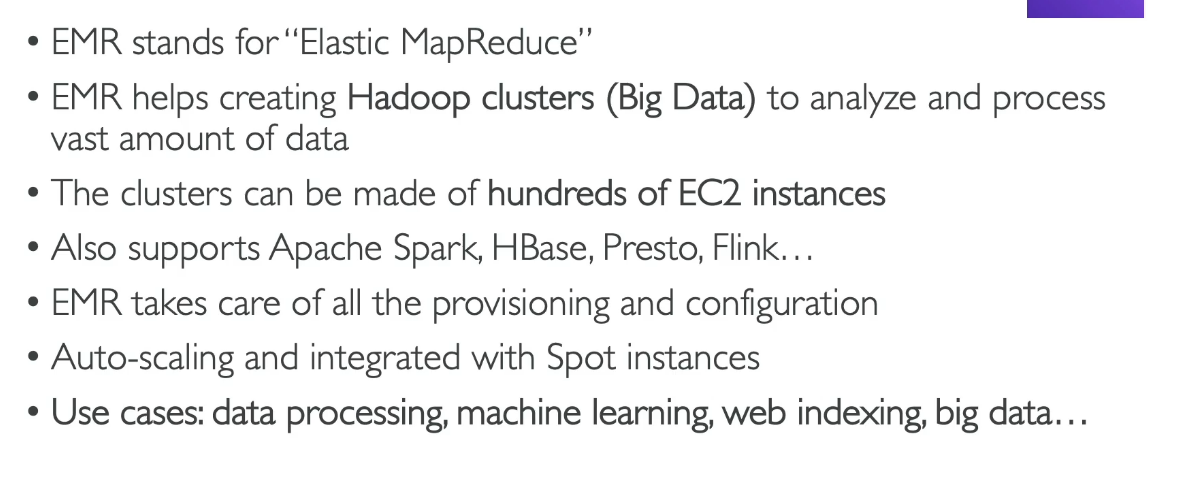 • EMR stands for “Elastic MapReduce”
• EMR helps creating Hadoop clusters (Big Data) to analyze and process
vast amount of data
• The clusters can be made of hundreds of EC2 instances
• Also supports Apache Spark, HBase, Presto, Flink…
• EMR takes care of all the provisioning and configuration
• Auto-scaling and integrated with Spot instances
• Use cases: data processing, machine learning, web indexing, big data…